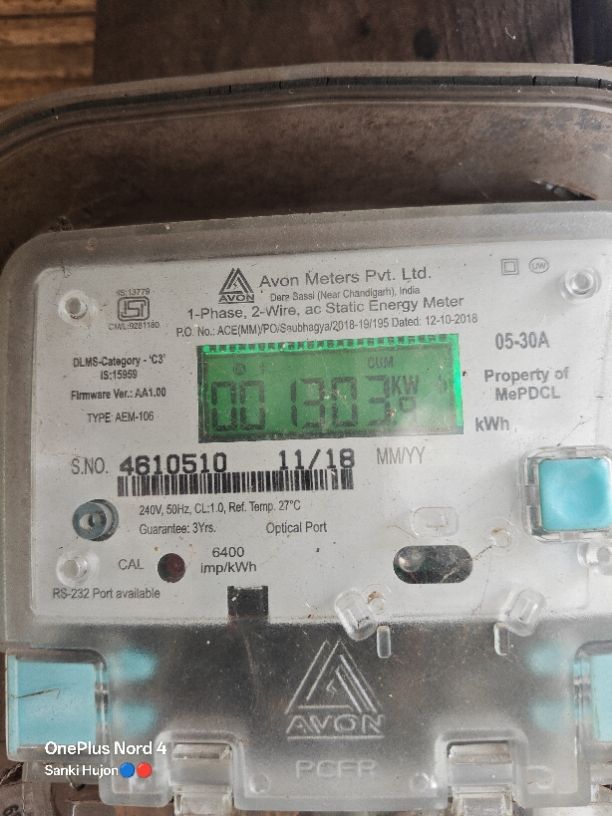 Avon Meters Pvt. Ltd.
AVON
Dera Bassi (Near Chandigarh), India
1-Phase, 2-Wire, ac Static Energy Meter
P.O. No.: ACE(MM)/PO/Saubhagya/2018-19/195 Dated: 12-10-2018
UW
IS:13779
ISI
CM/L:9281180
05-30A
DLMS-Category - 'C3'
IS:15959
Firmware Ver.: AA1.00
TYPE AEM-106
CUM
001303 KW
Property of
MePDCL
kWh
S.NO. 4610510 11/18 MM/YY
240V, 50Hz, CL:1.0, Ref. Temp. 27°C
Guarantee: 3Yrs. Optical Port
CAL
6400
imp/kWh
RS-232 Port available
AVON
OnePlus Nord 4
Sanki Hujon🔵🔴